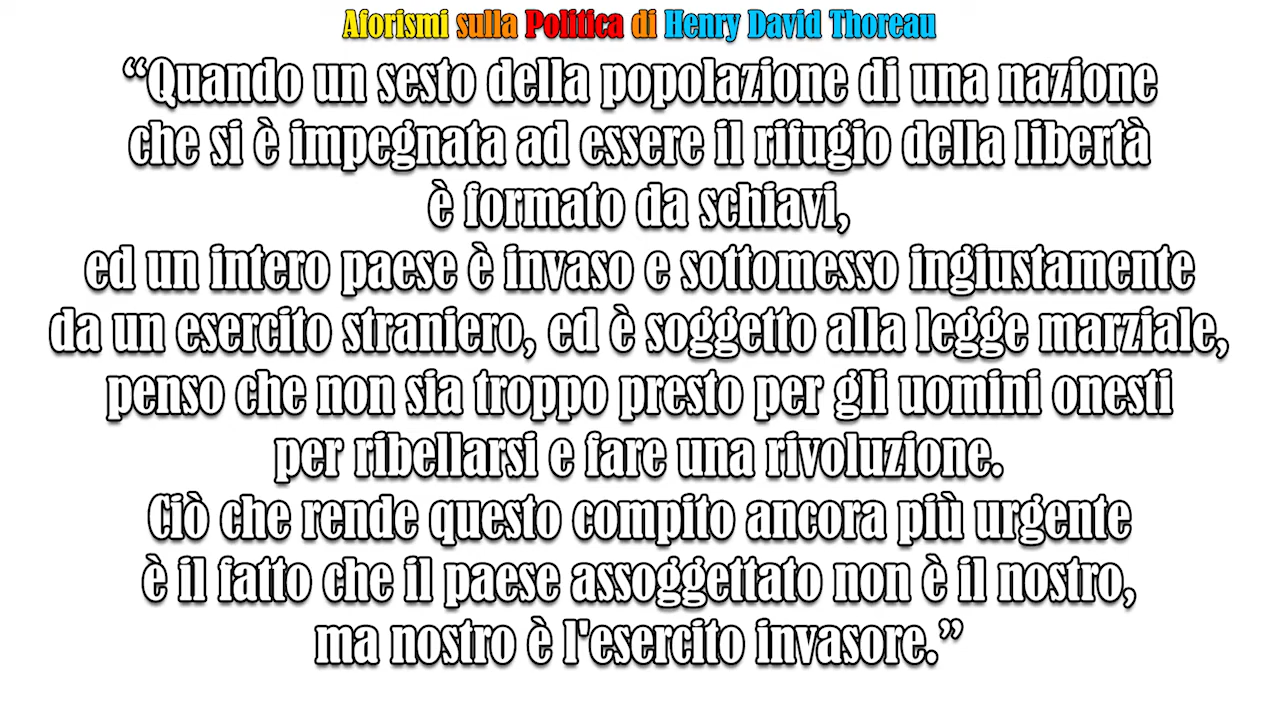 Aforismi sulla Politica di Henry David Thoreau
“Quando un sesto della popolazione di una nazione
che si è impegnata ad essere il rifugio della libertà
è formato da schiavi,
ed un intero paese è invaso e sottomesso ingiustamente
da un esercito straniero, ed è soggetto alla legge marziale,
penso che non sia troppo presto per gli uomini onesti
per ribellarsi e fare una rivoluzione.
Ciò che rende questo compito ancora più urgente
è il fatto che il paese assoggettato non è il nostro,
ma nostro è l'esercito invasore.”